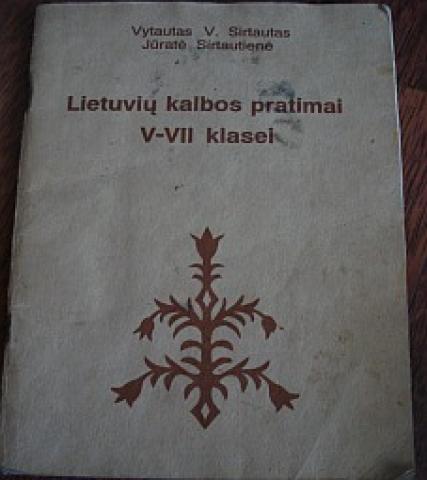 Vytautas V. Sirtautas
Jūratė Sirtautienė
Lietuvių kalbos pratimai
V-VII klasei